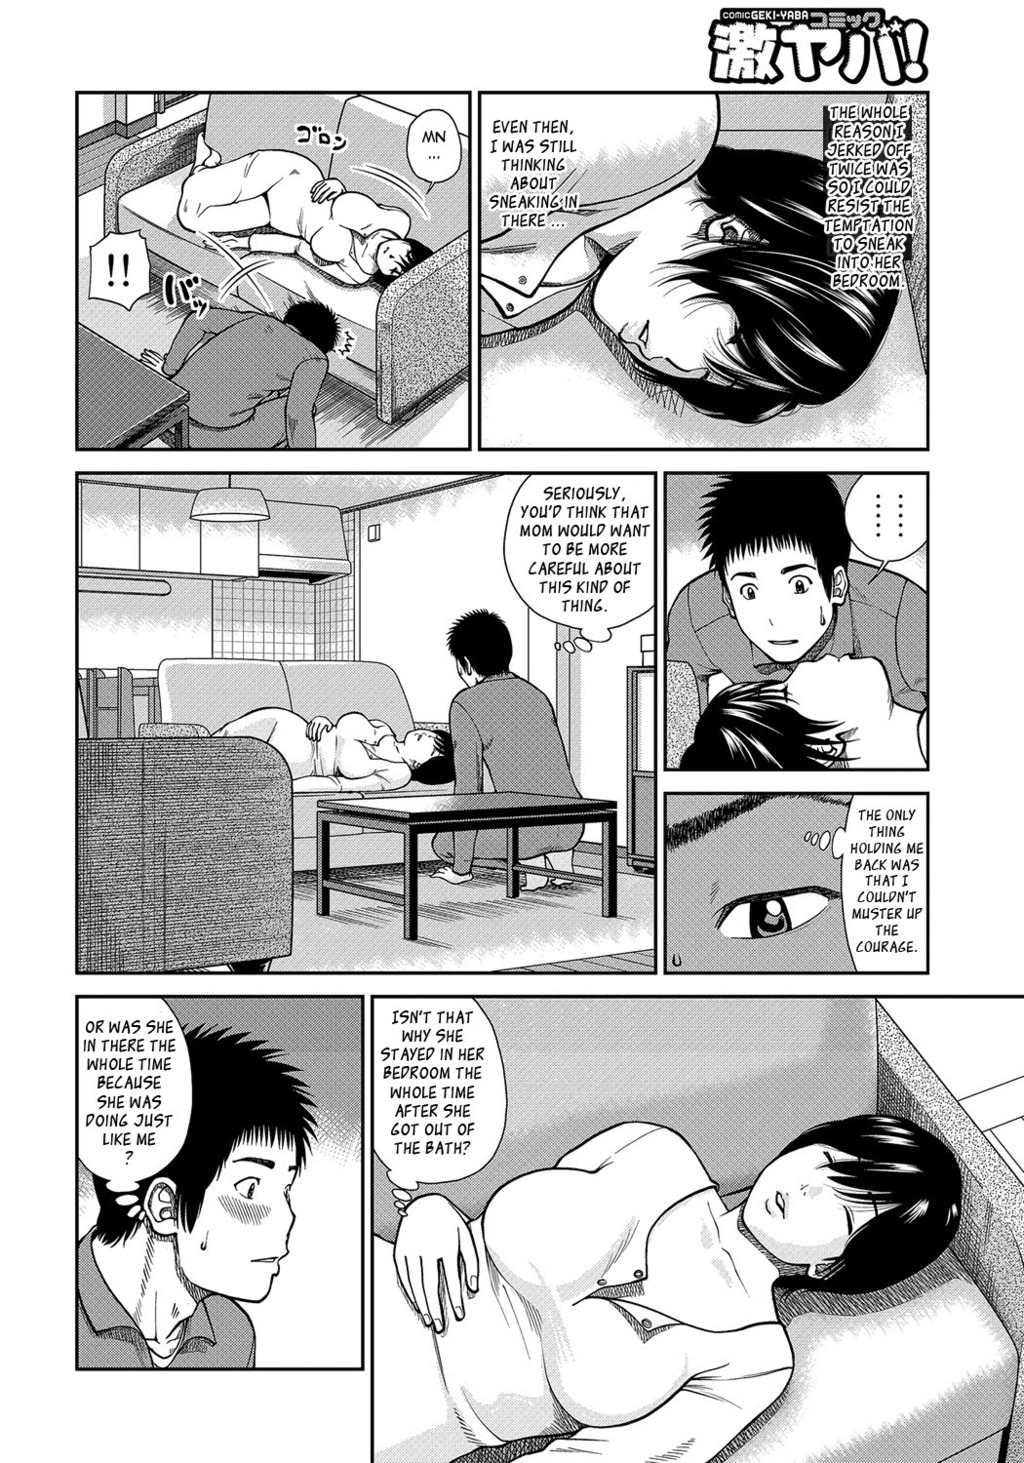 COMIC GEKI-YABA コミック
激ヤバ!
THE WHOLE
REASON I
JERKED OFF
TWICE WAS
SO I COULD
RESIST THE
TEMPTATION
TO SNEAK
INTO HER
BEDROOM.
EVEN THEN,
I WAS STILL
THINKING
ABOUT
SNEAKING IN
THERE ...
MN
...
ゴロン
!!
バッ
......
SERIOUSLY,
YOU'D THINK THAT
MOM WOULD WANT
TO BE MORE
CAREFUL ABOUT
THIS KIND OF
THING.
THE ONLY
THING
HOLDING ME
BACK WAS
THAT I
COULDN'T
MUSTER UP
THE
COURAGE.
ISN'T THAT
WHY SHE
STAYED IN HER
BEDROOM THE
WHOLE TIME
AFTER SHE
GOT OUT OF
THE BATH?
OR WAS SHE
IN THERE THE
WHOLE TIME
BECAUSE
SHE WAS
DOING JUST
LIKE ME
?